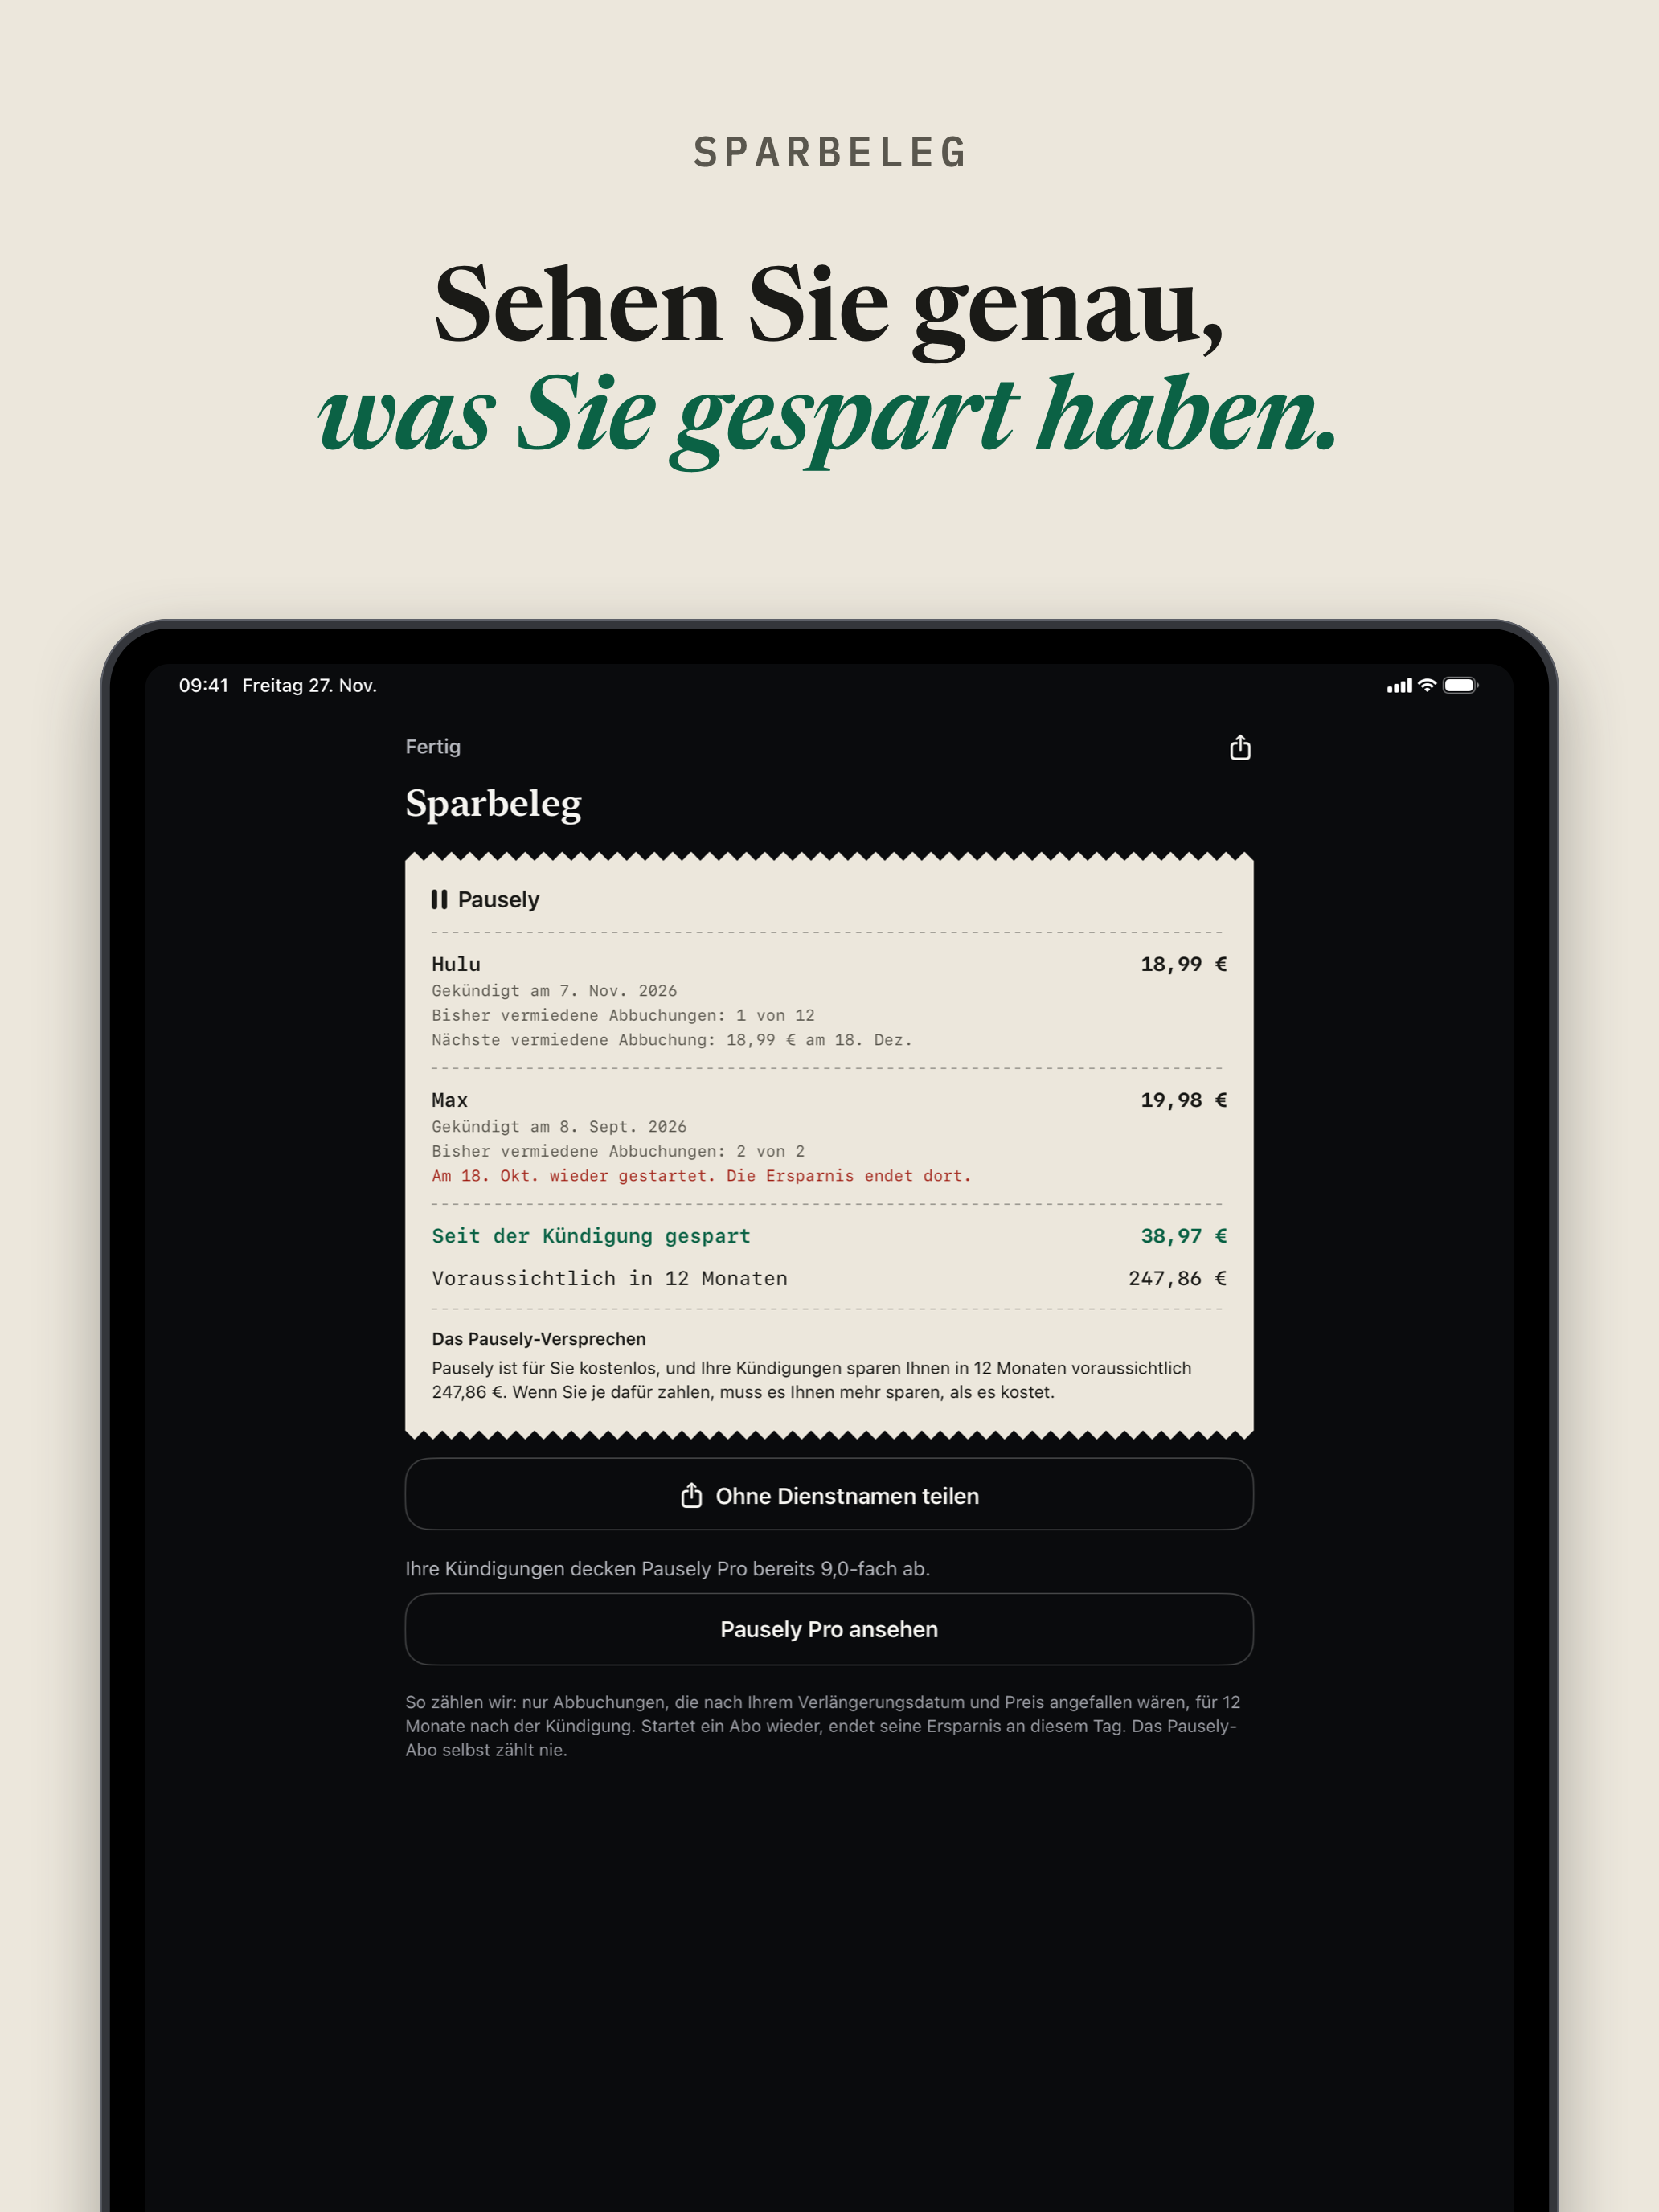 SPARBELEG
Sehen Sie genau,
was Sie gespart haben.
09:41 Freitag 27. Nov.
Fertig
Sparbeleg
Pausely
Hulu 18,99 €
Gekündigt am 7. Nov. 2026
Bisher vermiedene Abbuchungen: 1 von 12
Nächste vermiedene Abbuchung: 18,99 € am 18. Dez.
Max 19,98 €
Gekündigt am 8. Sept. 2026
Bisher vermiedene Abbuchungen: 2 von 2
Am 18. Okt. wieder gestartet. Die Ersparnis endet dort.
Seit der Kündigung gespart 38,97 €
Voraussichtlich in 12 Monaten 247,86 €
Das Pausely-Versprechen
Pausely ist für Sie kostenlos, und Ihre Kündigungen sparen Ihnen in 12 Monaten voraussichtlich
247,86 €. Wenn Sie je dafür zahlen, muss es Ihnen mehr sparen, als es kostet.
Ohne Dienstnamen teilen
Ihre Kündigungen decken Pausely Pro bereits 9,0-fach ab.
Pausely Pro ansehen
So zählen wir: nur Abbuchungen, die nach Ihrem Verlängerungsdatum und Preis angefallen wären, für 12
Monate nach der Kündigung. Startet ein Abo wieder, endet seine Ersparnis an diesem Tag. Das Pausely-
Abo selbst zählt nie.